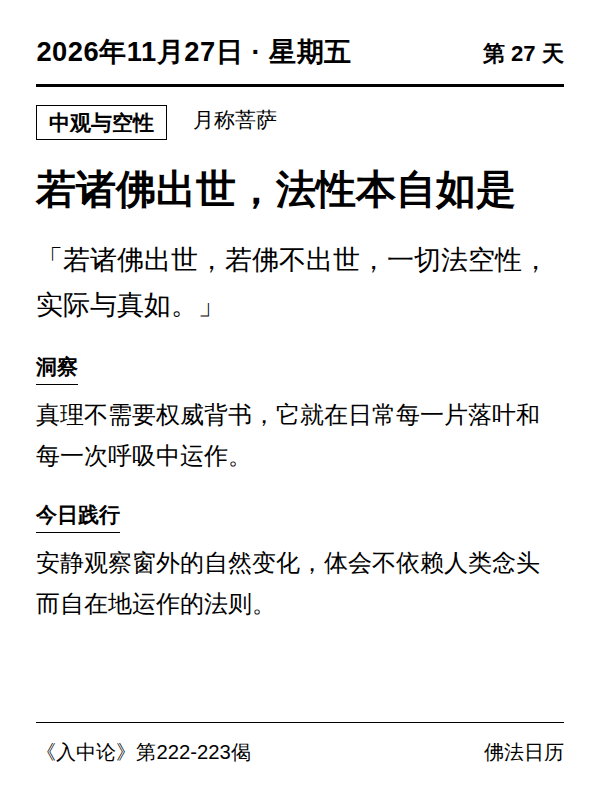 2026年11月27日 · 星期五
第 27 天
中观与空性
月称菩萨
若诸佛出世，法性本自如是
「若诸佛出世，若佛不出世，一切法空性，
实际与真如。」
洞察
真理不需要权威背书，它就在日常每一片落叶和
每一次呼吸中运作。
今日践行
安静观察窗外的自然变化，体会不依赖人类念头
而自在地运作的法则。
《入中论》第222-223偈
佛法日历